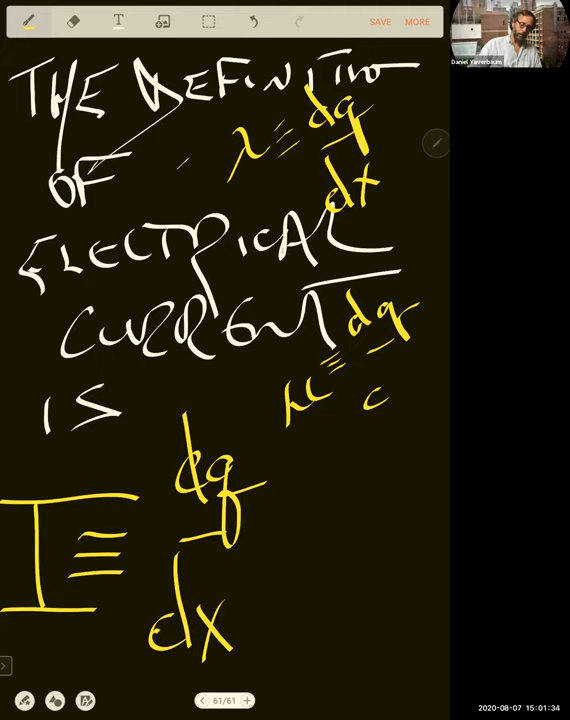 T
SAVE
MORE
Daniel Yaverbaum
THE DEFINITIO
λ ≡ dq
dx
OF
ELECTRICAL
CURRENT
μ ≡ dq
c
IS
I ≡ dq
dx
61/61
2020-08-07 15:01:34